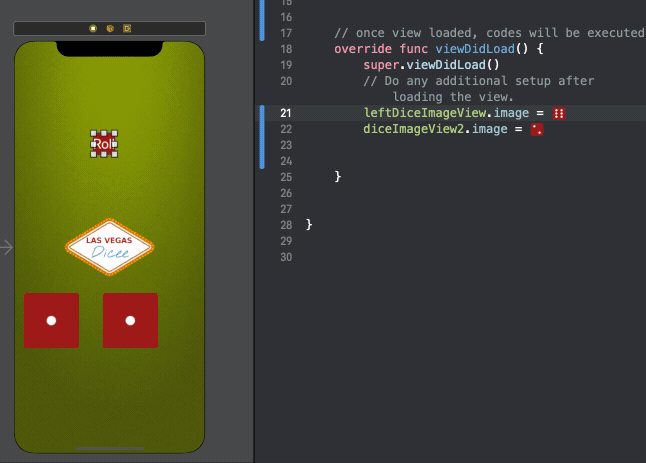 Roll
LAS VEGAS
Dicee
15
16
17 // once view loaded, codes will be executed
18 override func viewDidLoad() {
19 super.viewDidLoad()
20 // Do any additional setup after
loading the view.
21 leftDiceImageView.image =
22 diceImageView2.image =
23
24
25 }
26
27
28 }
29
30